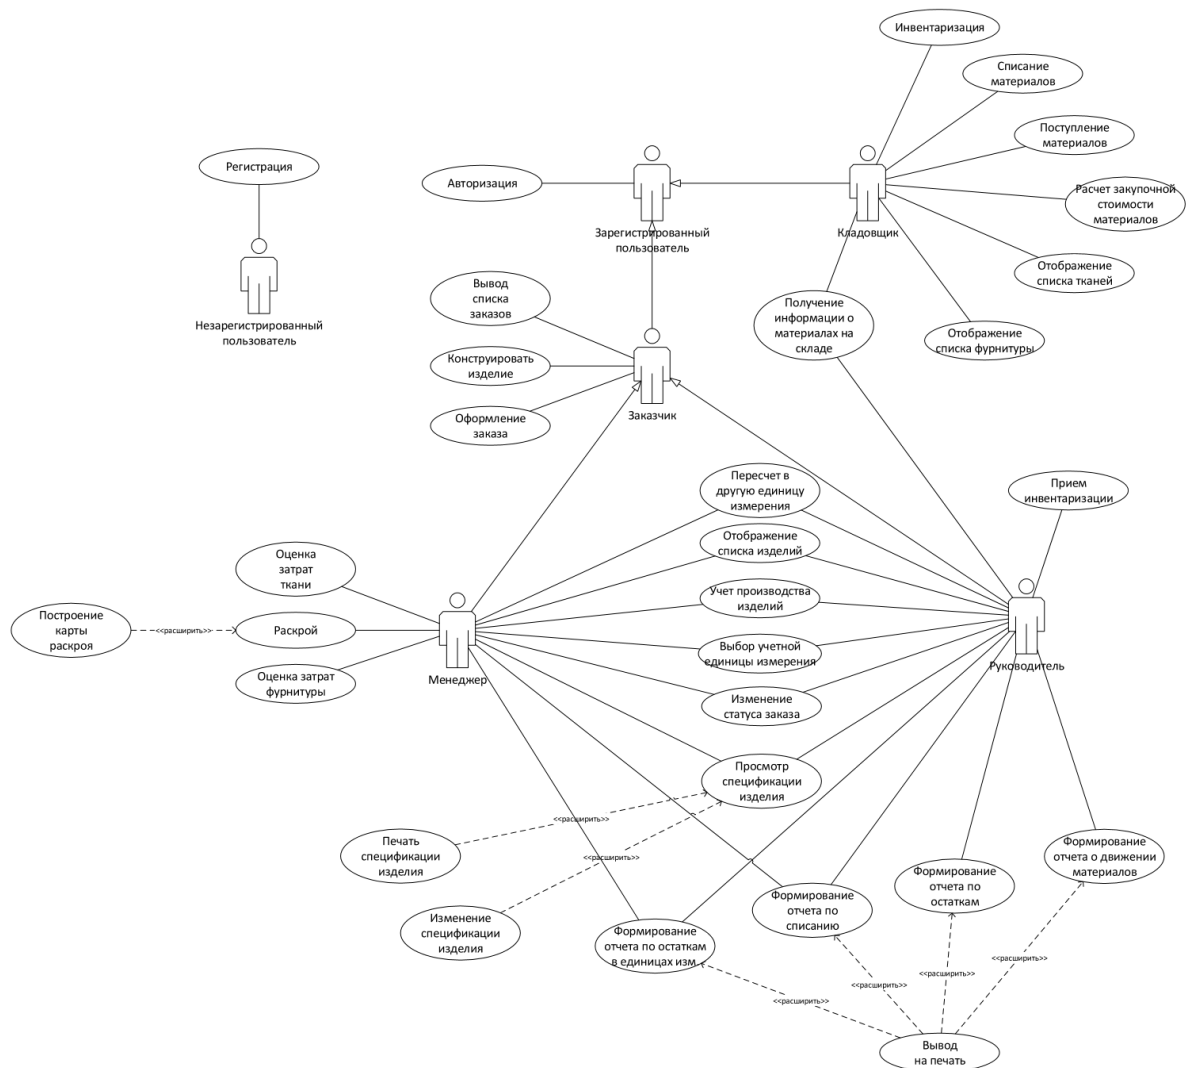 Инвентаризация
Списание
материалов
Поступление
материалов
Регистрация
Авторизация
Расчет закупочной
стоимости
материалов
Зарегистрированный
пользователь
Кладовщик
Отображение
списка тканей
Вывод
списка
заказов
Получение
информации о
материалах на
складе
Незарегистрированный
пользователь
Отображение
списка фурнитуры
Конструировать
изделие
Заказчик
Оформление
заказа
Пересчет в
другую единицу
измерения
Прием
инвентаризации
Отображение
списка изделий
Оценка
затрат
ткани
Учет производства
изделий
Построение
карты
раскроя
<<расширить>>
Раскрой
Выбор учетной
единицы измерения
Руководитель
Менеджер
Оценка затрат
фурнитуры
Изменение
статуса заказа
Просмотр
спецификации
изделия
<<расширить>>
Печать
спецификации
изделия
<<расширить>>
Формирование
отчета о движении
материалов
Формирование
отчета по
остаткам
Формирование
отчета по
списанию
Изменение
спецификации
изделия
Формирование
отчета по остаткам
в единицах изм.
<<расширить>>
<<расширить>>
<<расширить>>
<<расширить>>
Вывод
на печать